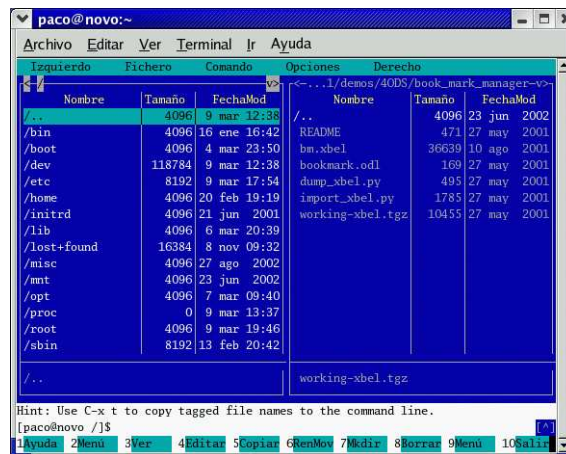 paco@novo:~
Archivo Editar Ver Terminal Ir Ayuda
Izquierdo Fichero Comando Opciones Derecho
<-/ v> <-...1/demos/4ODS/book_mark_manager-v>
Nombre Tamaño FechaMod Nombre Tamaño FechaMod
/.. 4096 9 mar 12:38 /.. 4096 23 jun 2002
/bin 4096 16 ene 16:42 README 471 27 may 2001
/boot 4096 4 mar 23:50 bm.xbel 36639 10 ago 2001
/dev 118784 9 mar 12:38 bookmark.odl 169 27 may 2001
/etc 8192 9 mar 17:54 dump_xbel.py 495 27 may 2001
/home 4096 20 feb 19:19 import_xbel.py 1785 27 may 2001
/initrd 4096 21 jun 2001 working-xbel.tgz 10455 27 may 2001
/lib 4096 6 mar 20:39
/lost+found 16384 8 nov 09:32
/misc 4096 27 ago 2002
/mnt 4096 23 jun 2002
/opt 4096 7 mar 09:40
/proc 0 9 mar 13:37
/root 4096 9 mar 19:46
/sbin 8192 13 feb 20:42
/.. working-xbel.tgz
Hint: Use C-x t to copy tagged file names to the command line.
[paco@novo /]$ [^]
1Ayuda 2Menú 3Ver 4Editar 5Copiar 6RenMov 7Mkdir 8Borrar 9Menú 10Salir